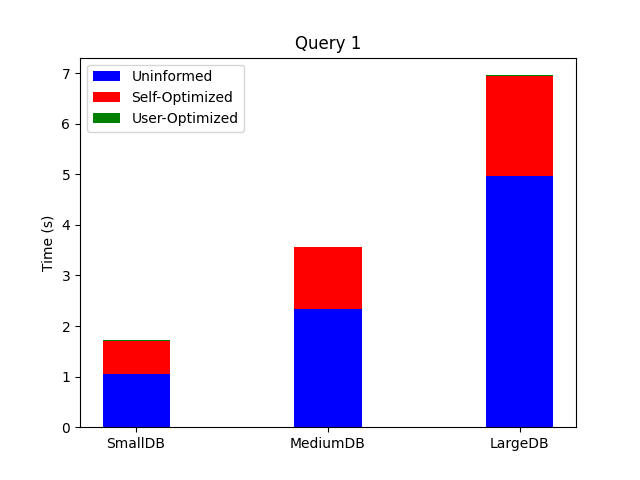 Query 1
Uninformed
Self-Optimized
User-Optimized
Time (s)
7
6
5
4
3
2
1
0
SmallDB MediumDB LargeDB